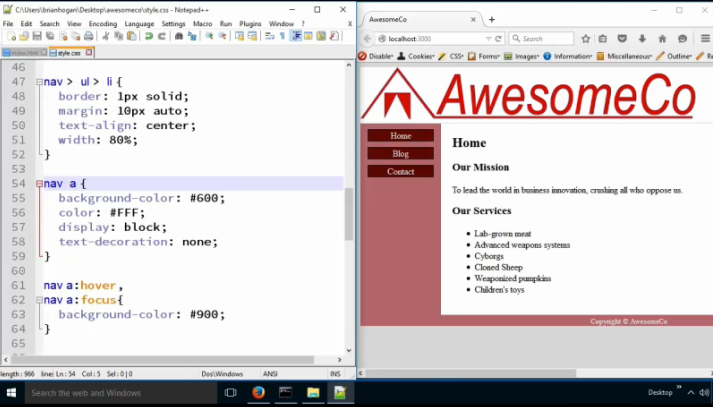 C:\Users\brianhogan\Desktop\awesomeco\style.css - Notepad++
File Edit Search View Encoding Language Settings Macro Run Plugins Window ?
index.html style.css
46
47 nav > ul > li {
48 border: 1px solid;
49 margin: 10px auto;
50 text-align: center;
51 width: 80%;
52 }
53
54 nav a {
55 background-color: #600;
56 color: #FFF;
57 display: block;
58 text-decoration: none;
59 }
60
61 nav a:hover,
62 nav a:focus{
63 background-color: #900;
64 }
65
length : 966 line Ln : 54 Col : 5 Sel : 0 | 0 Dos\Windows ANSI INS
AwesomeCo
localhost:3000 Search
Disable Cookies CSS Forms Images Information Miscellaneous Outline
AwesomeCo
Home
Blog
Contact
Home
Our Mission
To lead the world in business innovation, crushing all who oppose us.
Our Services
Lab-grown meat
Advanced weapons systems
Cyborgs
Cloned Sheep
Weaponized pumpkins
Children's toys
Copyright © AwesomeCo
Search the web and Windows
Desktop